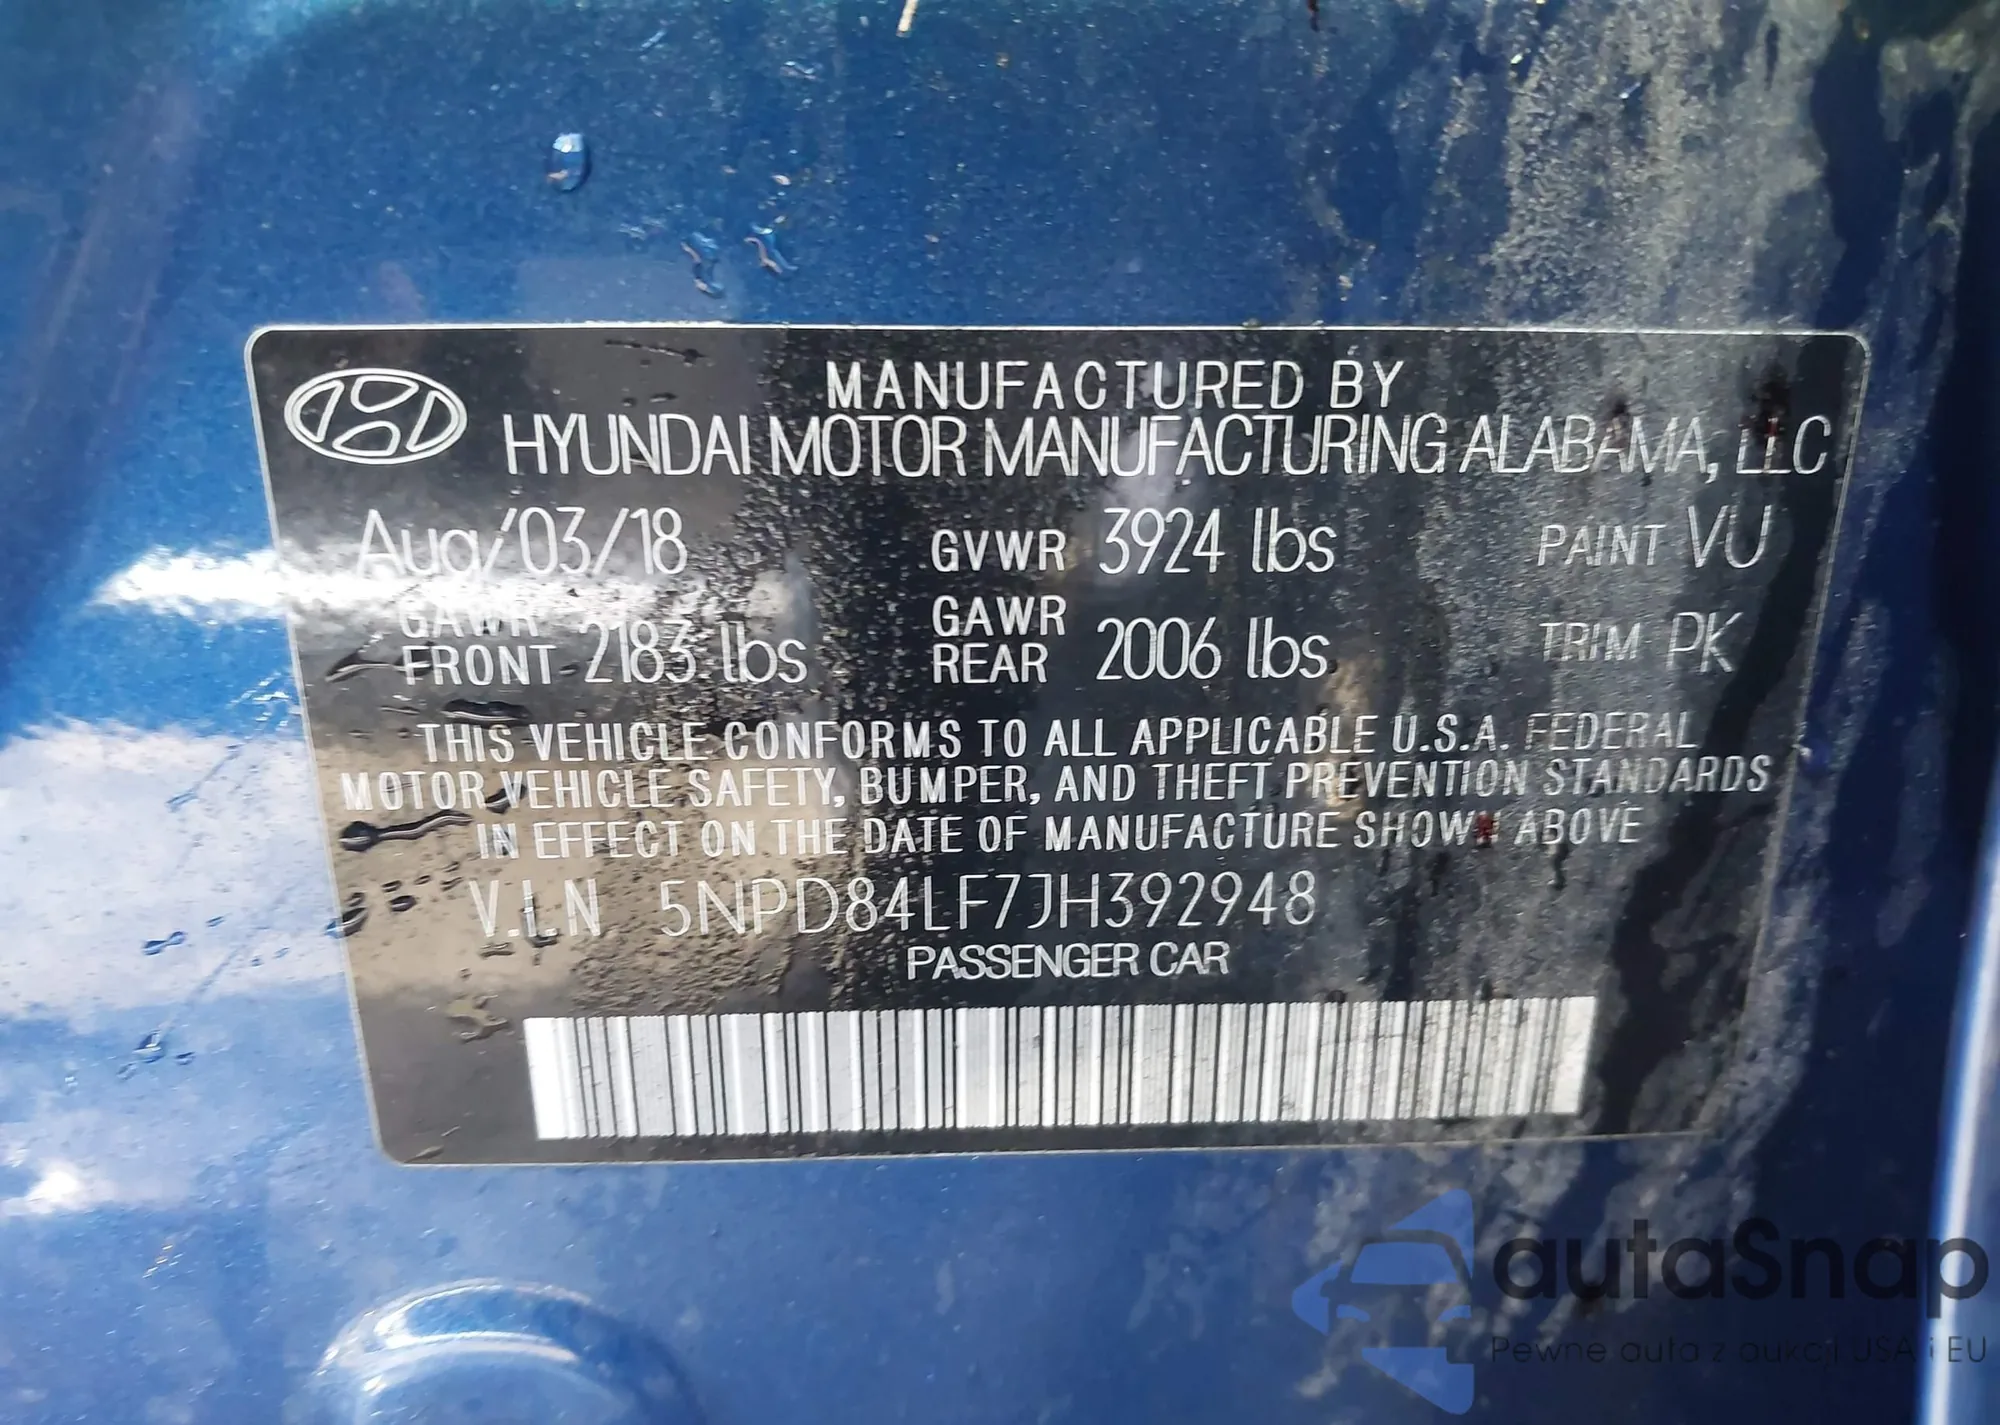 MANUFACTURED BY
HYUNDAI MOTOR MANUFACTURING ALABAMA, LLC
Aug/03/18 GVWR 3924 lbs PAINT VU
GAWR FRONT 2183 lbs GAWR REAR 2006 lbs TRIM PK
THIS VEHICLE CONFORMS TO ALL APPLICABLE U.S.A. FEDERAL
MOTOR VEHICLE SAFETY, BUMPER, AND THEFT PREVENTION STANDARDS
IN EFFECT ON THE DATE OF MANUFACTURE SHOWN ABOVE
V.I.N 5NPD84LF7JH392948
PASSENGER CAR
autaSnap
Pewne auta z aukcji USA i EU